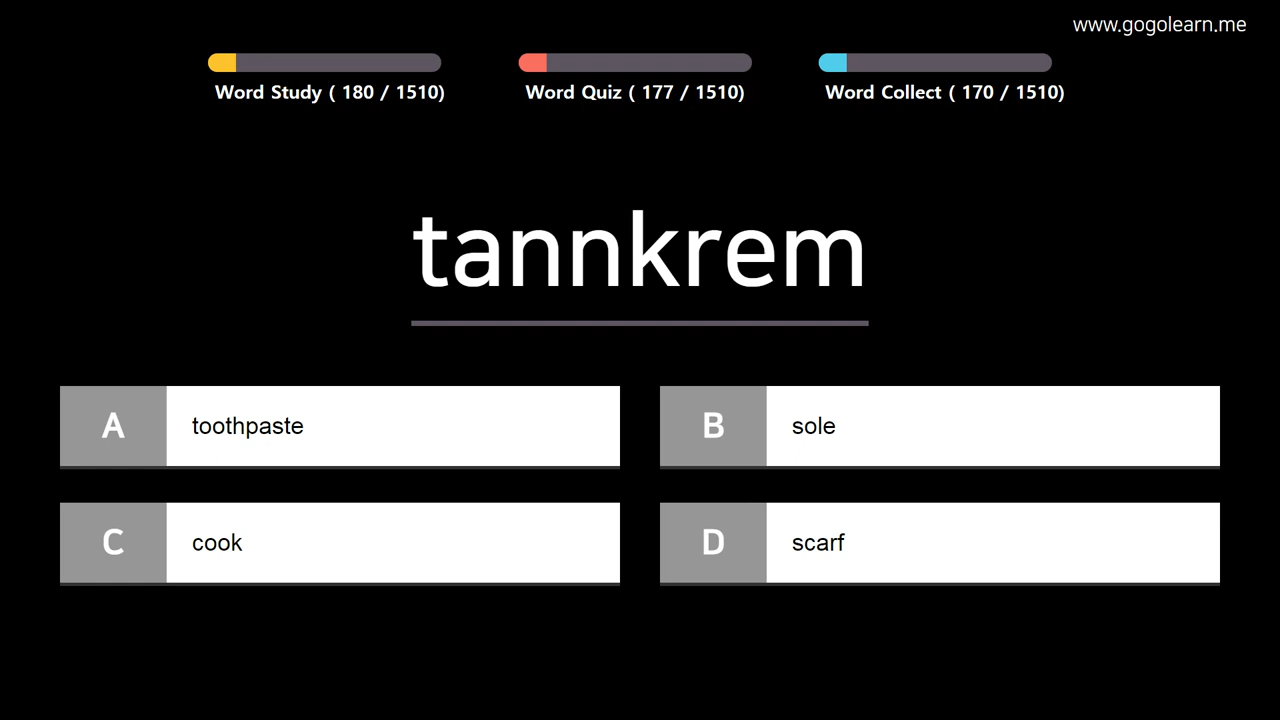 www.gogolearn.me
Word Study ( 180 / 1510)
Word Quiz ( 177 / 1510)
Word Collect ( 170 / 1510)
tannkrem
A toothpaste
B sole
C cook
D scarf